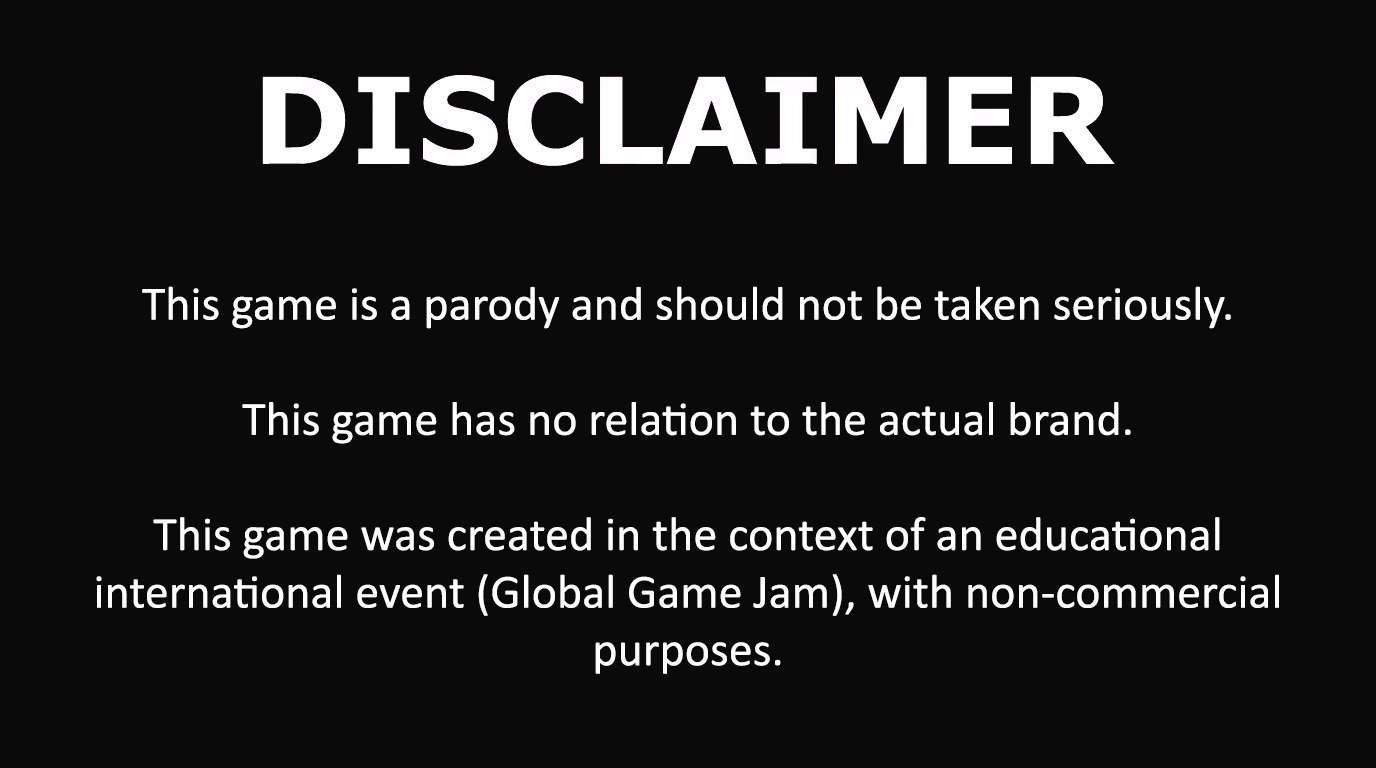 DISCLAIMER
This game is a parody and should not be taken seriously.
This game has no relation to the actual brand.
This game was created in the context of an educational
international event (Global Game Jam), with non-commercial
purposes.